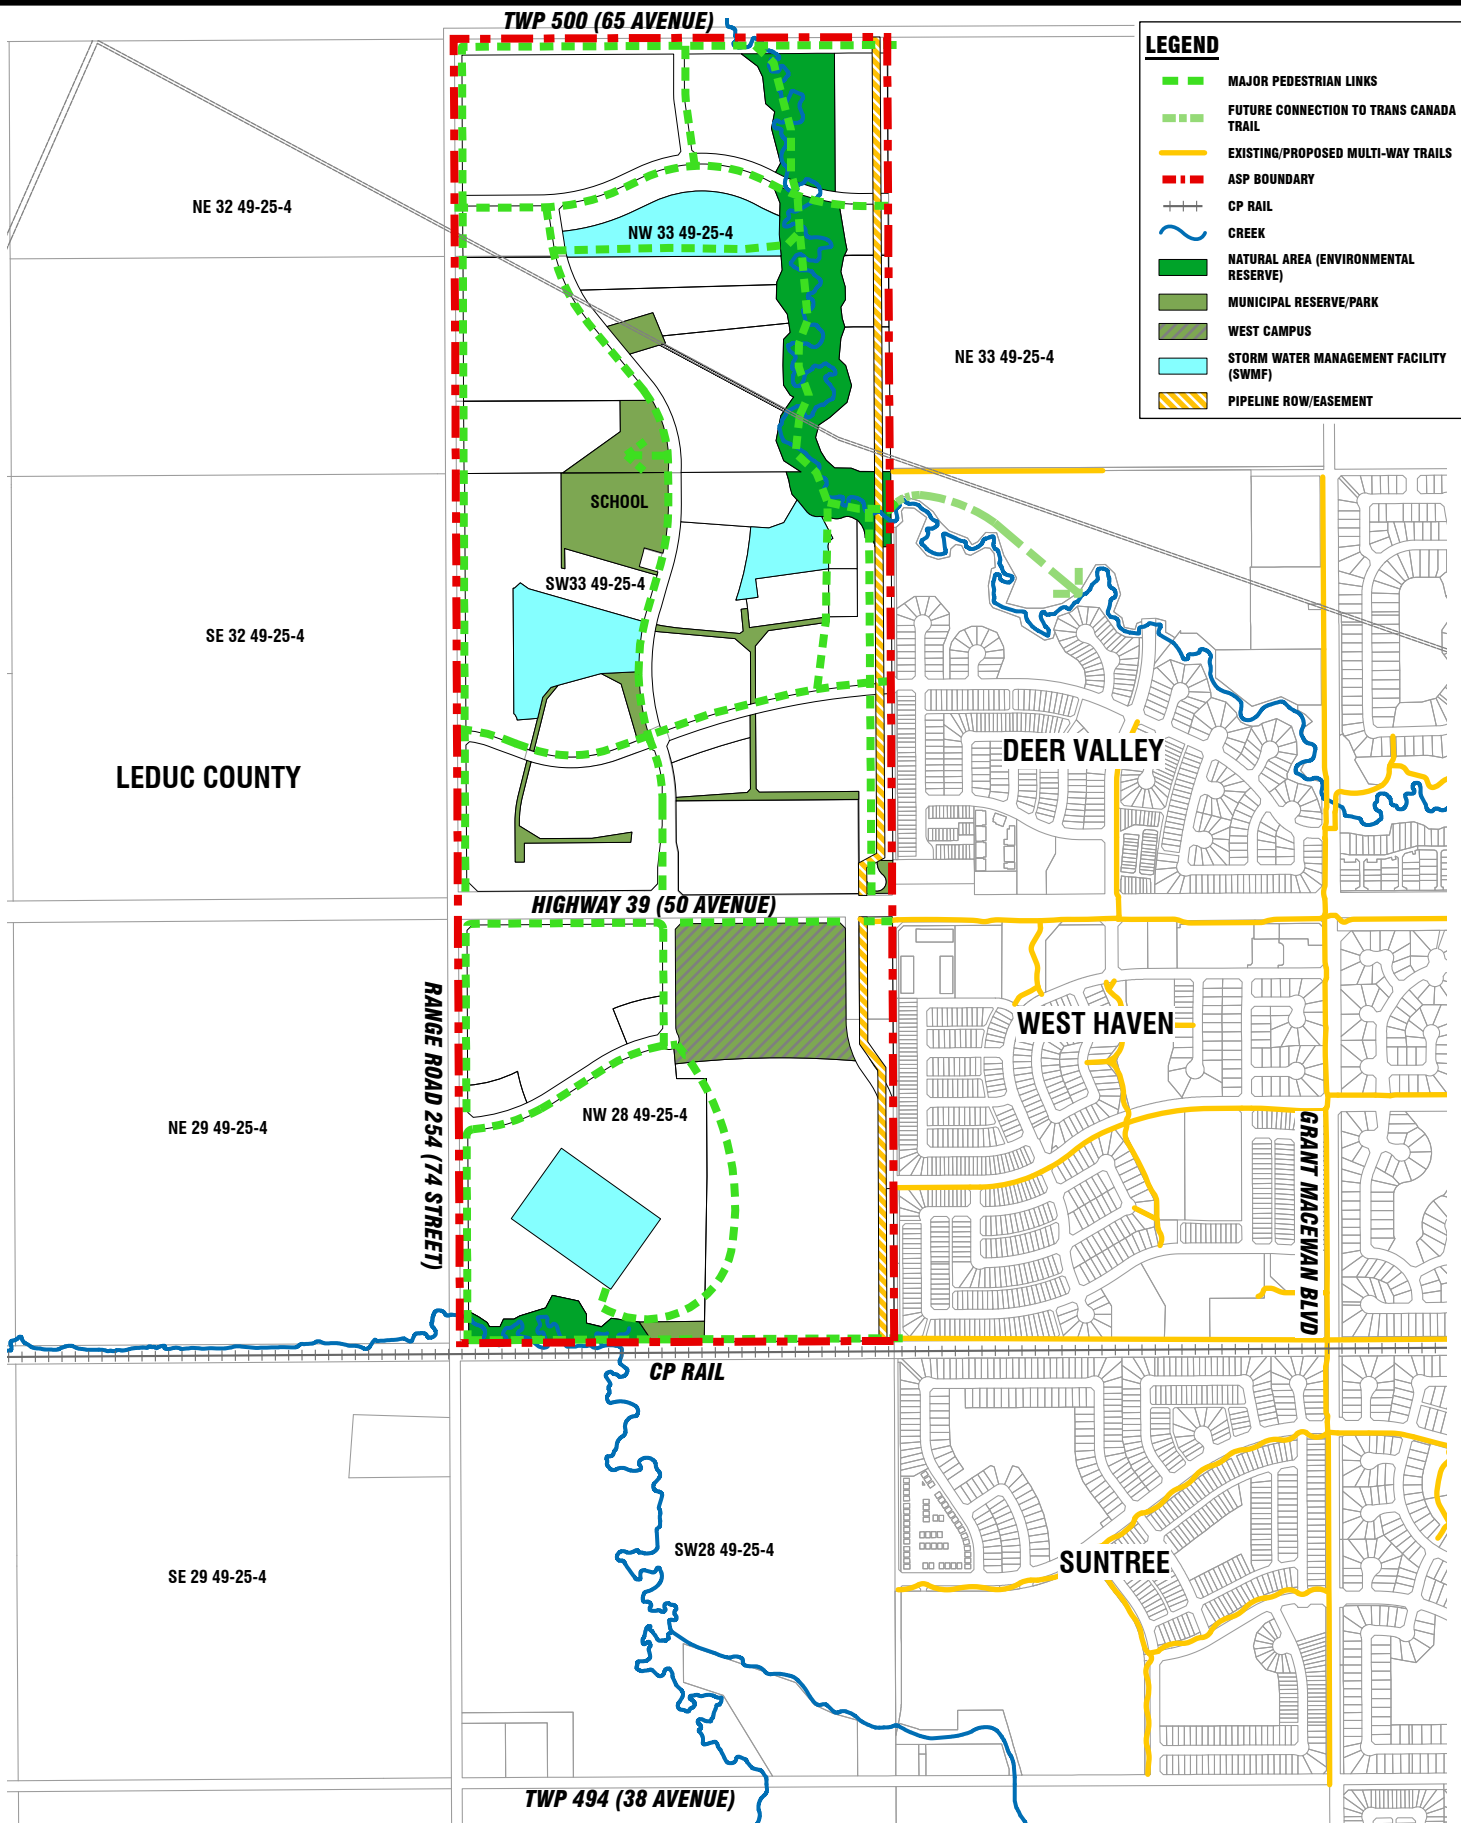 TWP 500 (65 AVENUE)
LEGEND
MAJOR PEDESTRIAN LINKS
FUTURE CONNECTION TO TRANS CANADA
TRAIL
EXISTING/PROPOSED MULTI-WAY TRAILS
ASP BOUNDARY
CP RAIL
CREEK
NATURAL AREA (ENVIRONMENTAL
RESERVE)
MUNICIPAL RESERVE/PARK
WEST CAMPUS
STORM WATER MANAGEMENT FACILITY
(SWMF)
PIPELINE ROW/EASEMENT
NE 32 49-25-4
NW 33 49-25-4
NE 33 49-25-4
SCHOOL
SW33 49-25-4
SE 32 49-25-4
DEER VALLEY
LEDUC COUNTY
HIGHWAY 39 (50 AVENUE)
RANGE ROAD 254 (74 STREET)
WEST HAVEN
NW 28 49-25-4
NE 29 49-25-4
GRANT MACEWAN BLVD
CP RAIL
SW28 49-25-4
SUNTREE
SE 29 49-25-4
TWP 494 (38 AVENUE)